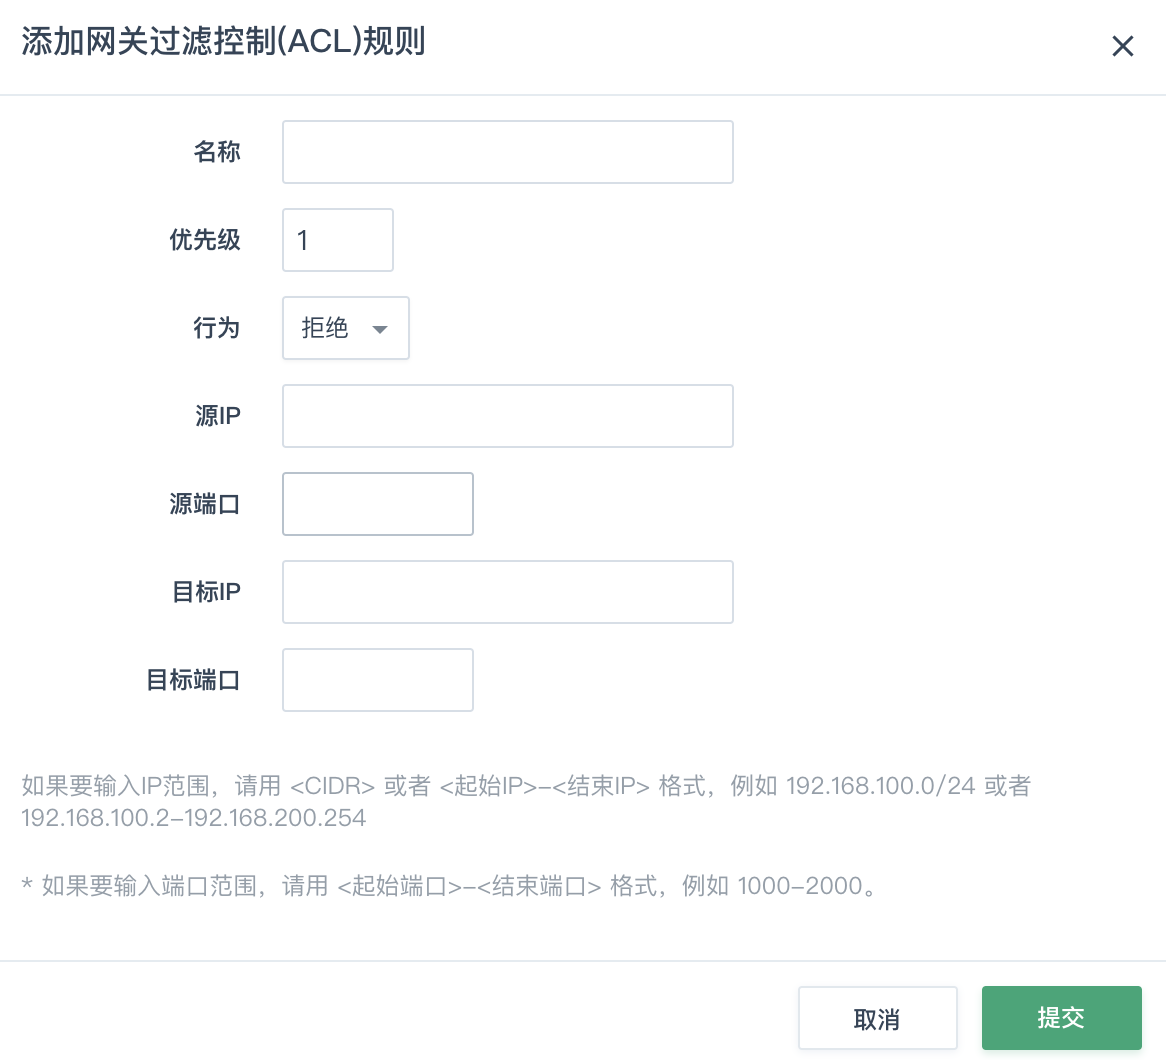 添加网关过滤控制(ACL)规则
名称
优先级 1
行为 拒绝
源IP
源端口
目标IP
目标端口
如果要输入IP范围，请用 <CIDR> 或者 <起始IP>-<结束IP> 格式，例如 192.168.100.0/24 或者
192.168.100.2-192.168.200.254
* 如果要输入端口范围，请用 <起始端口>-<结束端口> 格式，例如 1000-2000。
取消 提交